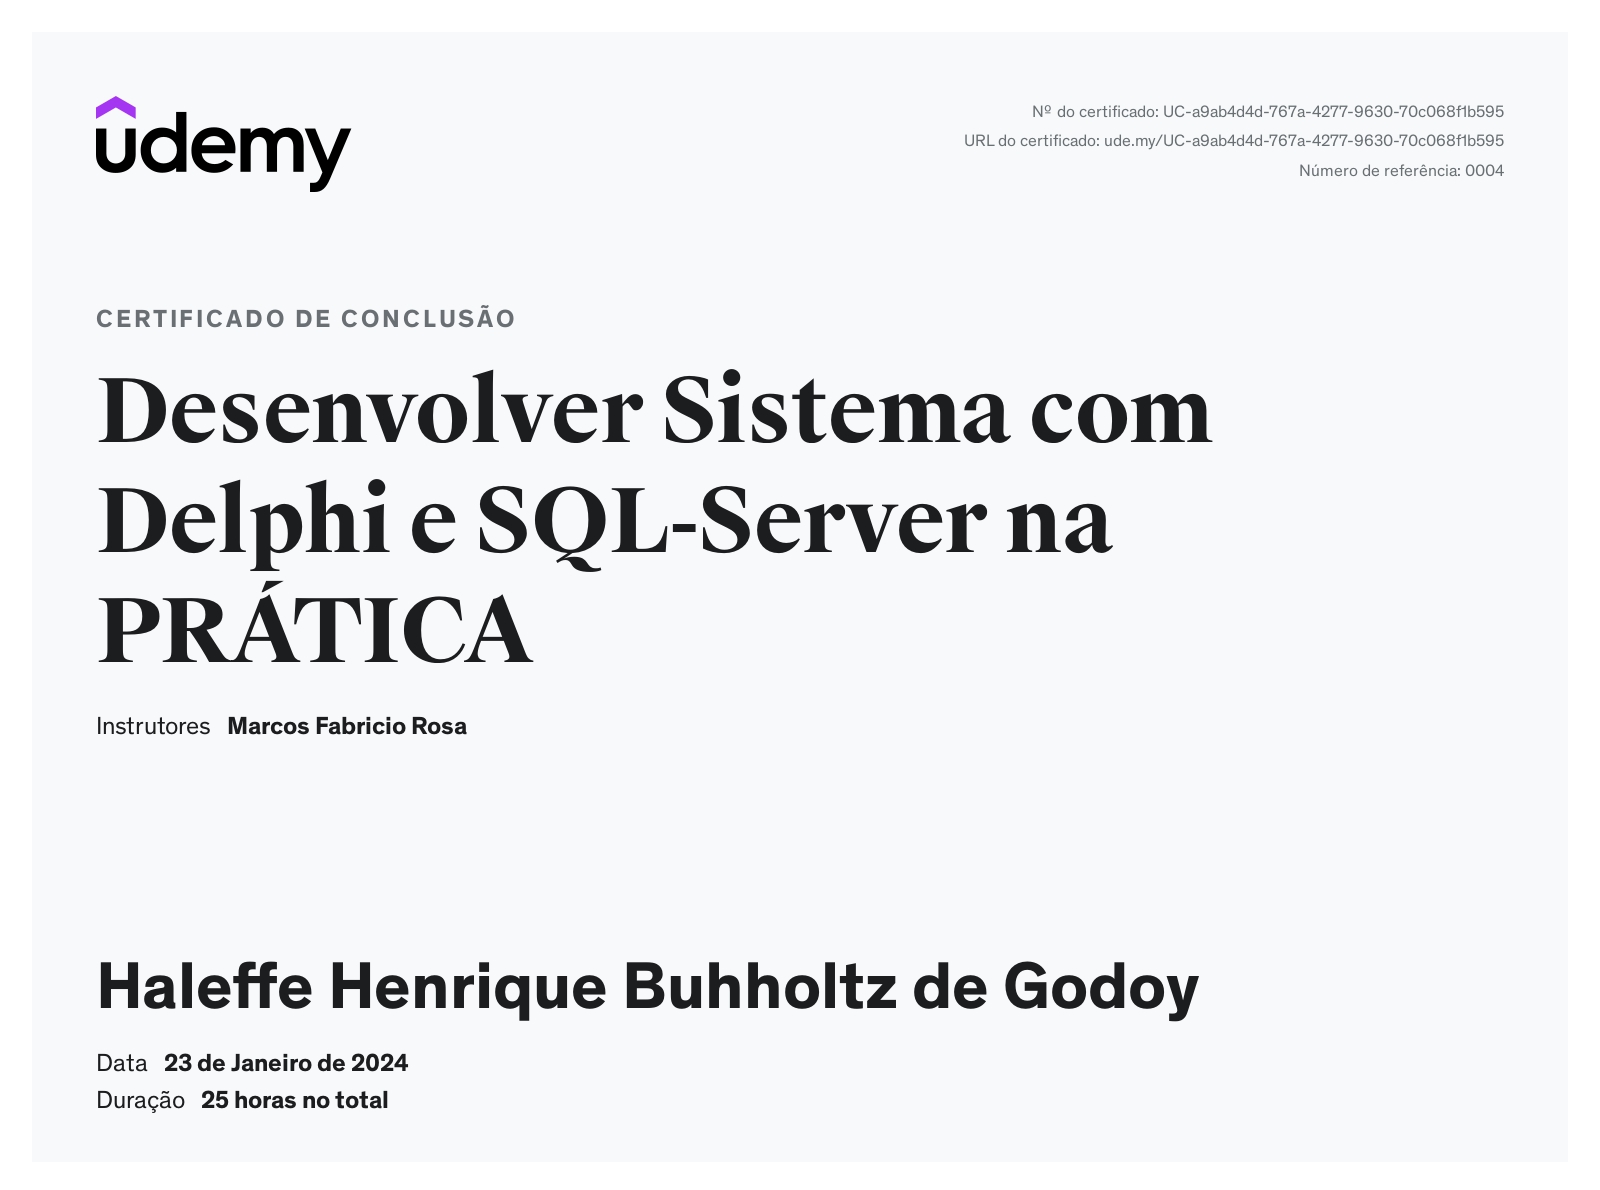 udemy
Nº do certificado: UC-a9ab4d4d-767a-4277-9630-70c068f1b595
URL do certificado: ude.my/UC-a9ab4d4d-767a-4277-9630-70c068f1b595
Número de referência: 0004
CERTIFICADO DE CONCLUSÃO
Desenvolver Sistema com
Delphi e SQL-Server na
PRÁTICA
Instrutores Marcos Fabricio Rosa
Haleffe Henrique Buhholtz de Godoy
Data 23 de Janeiro de 2024
Duração 25 horas no total